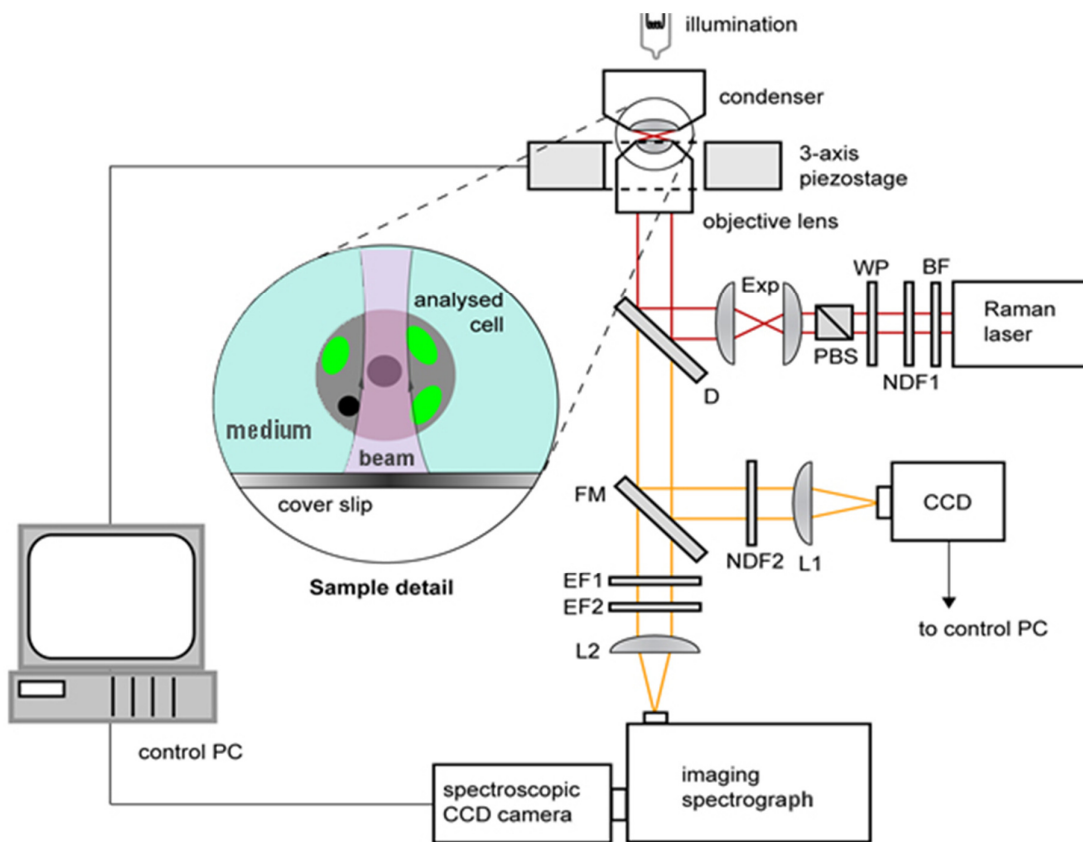 illumination
condenser
3-axis
piezostage
objective lens
WP
BF
Exp
Raman
laser
PBS
NDF1
D
analysed
cell
medium
beam
cover slip
Sample detail
FM
CCD
NDF2
L1
EF1
EF2
to control PC
L2
control PC
imaging
spectrograph
spectroscopic
CCD camera